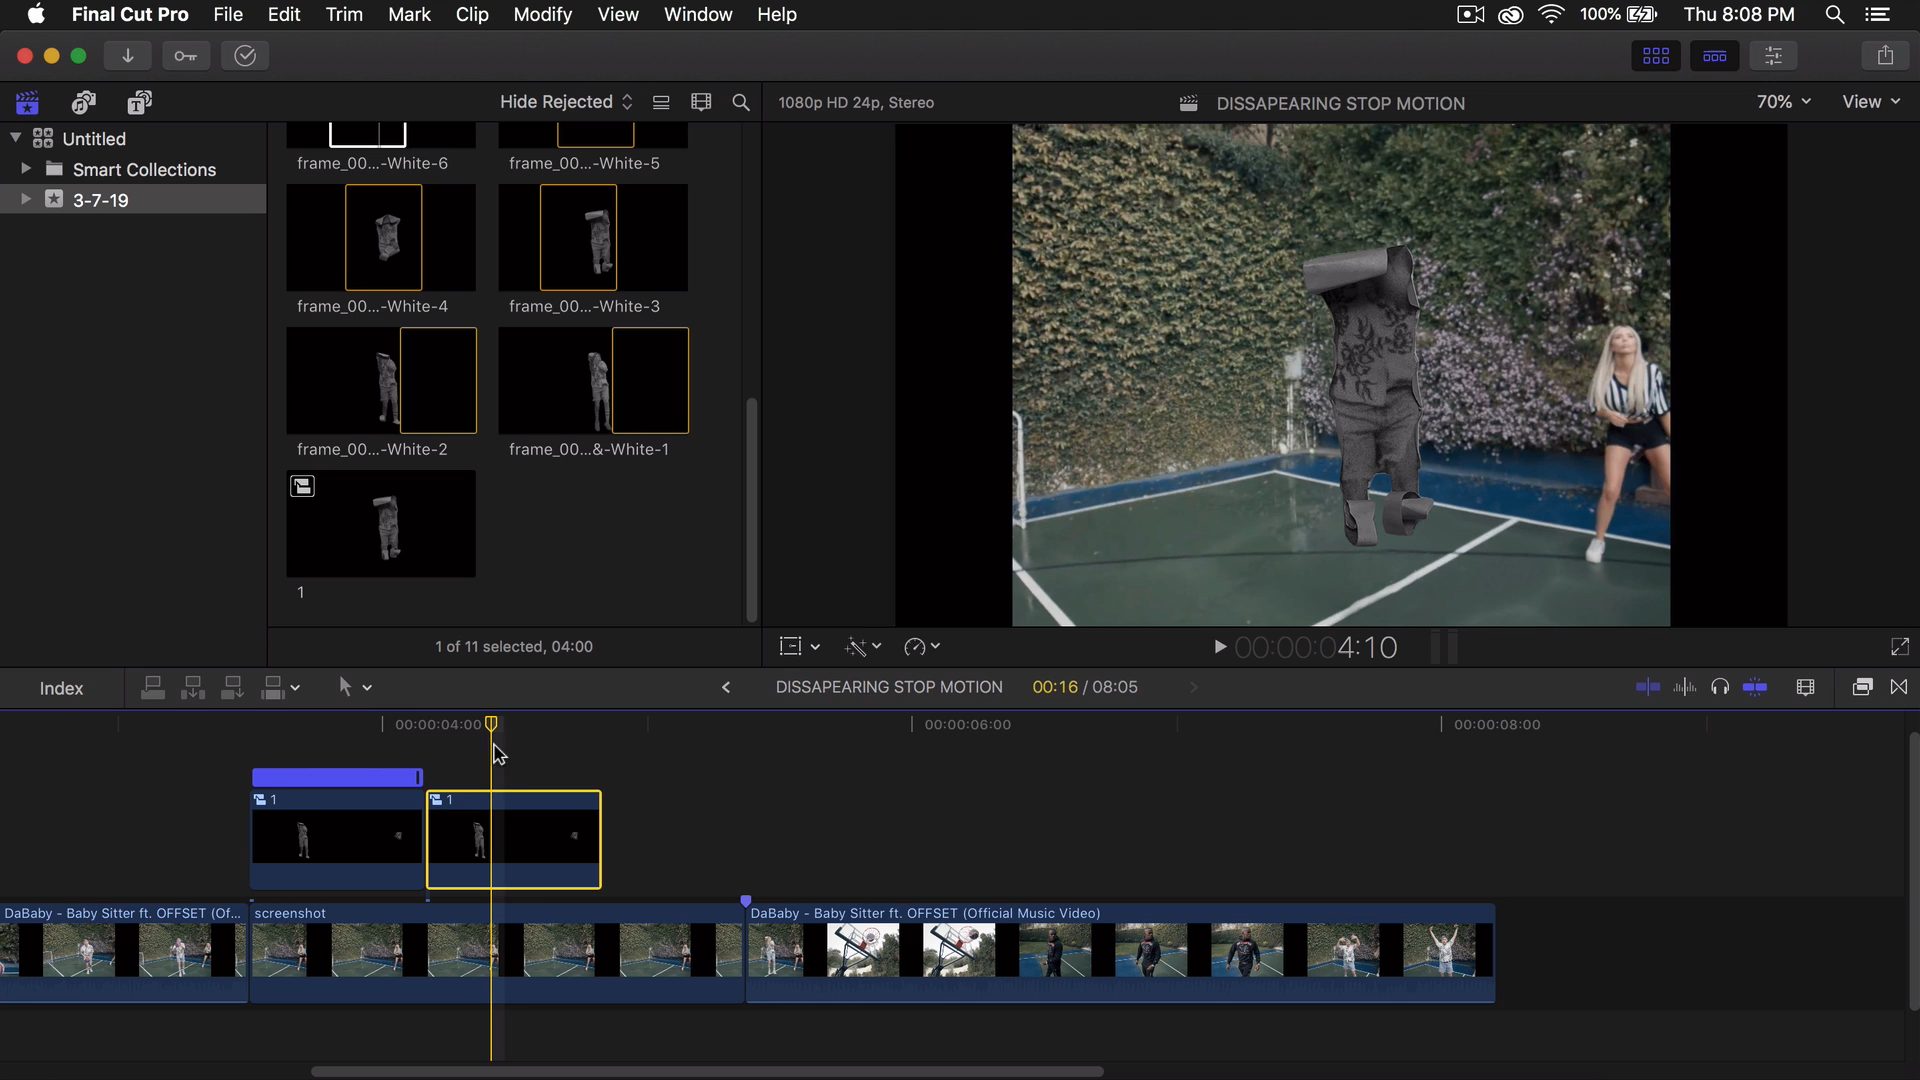 Final Cut Pro File Edit Trim Mark Clip Modify View Window Help 100% Thu 8:08 PM
Hide Rejected 1080p HD 24p, Stereo DISSAPEARING STOP MOTION 70% View
Untitled
Smart Collections
3-7-19
frame_00...-White-6 frame_00...-White-5
frame_00...-White-4 frame_00...-White-3
frame_00...-White-2 frame_00...&-White-1
1
1 of 11 selected, 04:00 00:00:04:10
Index DISSAPEARING STOP MOTION 00:16 / 08:05
00:00:04:00 00:00:06:00 00:00:08:00
1 1
DaBaby - Baby Sitter ft. OFFSET (Of... screenshot DaBaby - Baby Sitter ft. OFFSET (Official Music Video)